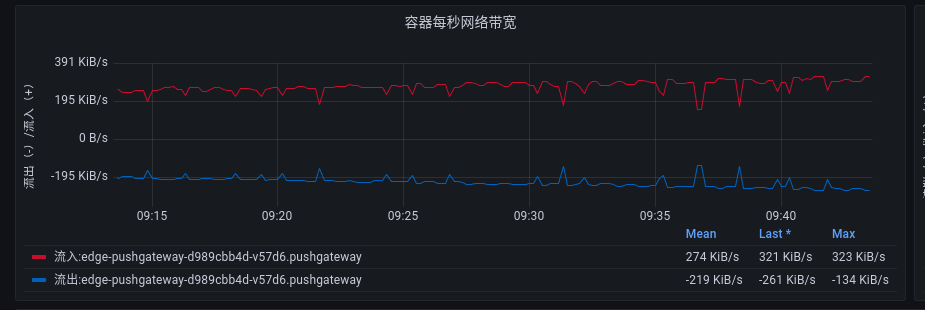 容器每秒网络带宽
391 KiB/s
195 KiB/s
0 B/s
-195 KiB/s
流出（-）/流入（+）
09:15 09:20 09:25 09:30 09:35 09:40
Mean Last * Max
流入:edge-pushgateway-d989cbb4d-v57d6.pushgateway 274 KiB/s 321 KiB/s 323 KiB/s
流出:edge-pushgateway-d989cbb4d-v57d6.pushgateway -219 KiB/s -261 KiB/s -134 KiB/s